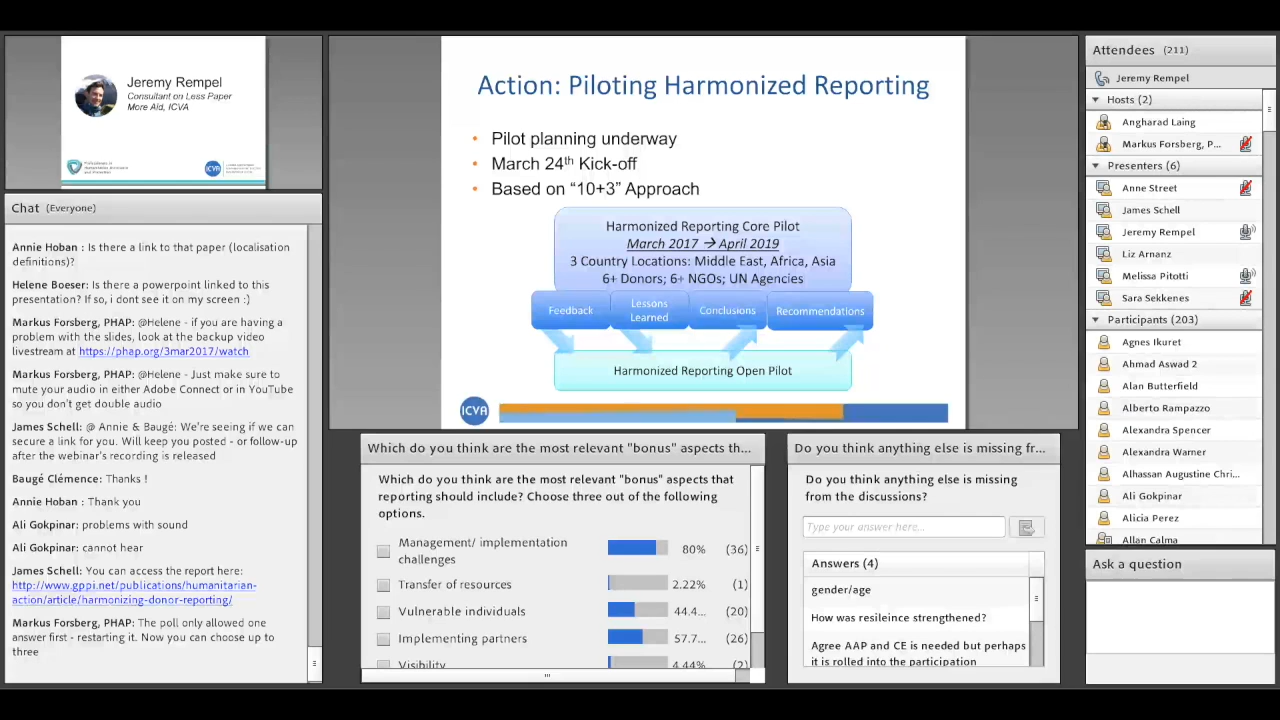 Jeremy Rempel
Consultant on Less Paper
More Aid, ICVA
ICVA
Chat (Everyone)
Annie Hoban : Is there a link to that paper (localisation
definitions)?
Helene Boeser: Is there a powerpoint linked to this
presentation? If so, i dont see it on my screen :)
Markus Forsberg, PHAP: @Helene - if you are having a
problem with the slides, look at the backup video
livestream at https://phap.org/3mar2017/watch
Markus Forsberg, PHAP: @Helene - Just make sure to
mute your audio in either Adobe Connect or in YouTube
so you don't get double audio
James Schell: @ Annie & Baugé: We're seeing if we can
secure a link for you. Will keep you posted - or follow-up
after the webinar's recording is released
Baugé Clémence: Thanks !
Annie Hoban : Thank you
Ali Gokpinar: problems with sound
Ali Gokpinar: cannot hear
James Schell: You can access the report here:
http://www.gppi.net/publications/humanitarian-
action/article/harmonizing-donor-reporting/
Markus Forsberg, PHAP: The poll only allowed one
answer first - restarting it. Now you can choose up to
three
Action: Piloting Harmonized Reporting
• Pilot planning underway
• March 24th Kick-off
• Based on “10+3” Approach
Harmonized Reporting Core Pilot
March 2017 → April 2019
3 Country Locations: Middle East, Africa, Asia
6+ Donors; 6+ NGOs; UN Agencies
Feedback
Lessons
Learned
Conclusions
Recommendations
Harmonized Reporting Open Pilot
ICVA
Which do you think are the most relevant "bonus" aspects th...
Which do you think are the most relevant "bonus" aspects that
reporting should include? Choose three out of the following
options.
Management/ implementation
challenges
80% (36)
Transfer of resources 2.22% (1)
Vulnerable individuals 44.4... (20)
Implementing partners 57.7... (26)
Visibility 4.44% (2)
Do you think anything else is missing fr...
Do you think anything else is missing
from the discussions?
Type your answer here...
Answers (4)
gender/age
How was resileince strengthened?
Agree AAP and CE is needed but perhaps
it is rolled into the participation
Attendees (211)
Jeremy Rempel
Hosts (2)
Angharad Laing
Markus Forsberg, P...
Presenters (6)
Anne Street
James Schell
Jeremy Rempel
Liz Arnanz
Melissa Pitotti
Sara Sekkenes
Participants (203)
Agnes Ikuret
Ahmad Aswad 2
Alan Butterfield
Alberto Rampazzo
Alexandra Spencer
Alexandra Warner
Alhassan Augustine Chri...
Ali Gokpinar
Alicia Perez
Allan Calma
Ask a question